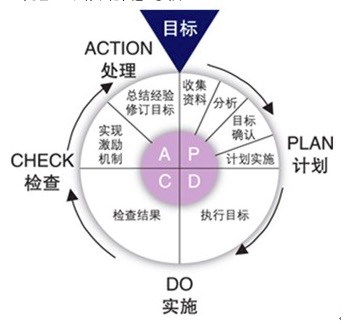 目标
ACTION
处理
总结经验
修订目标
收集
资料
分析
目标
确认
计划实施
实现
激励
机制
A
P
C
D
PLAN
计划
CHECK
检查
检查结果
执行目标
DO
实施